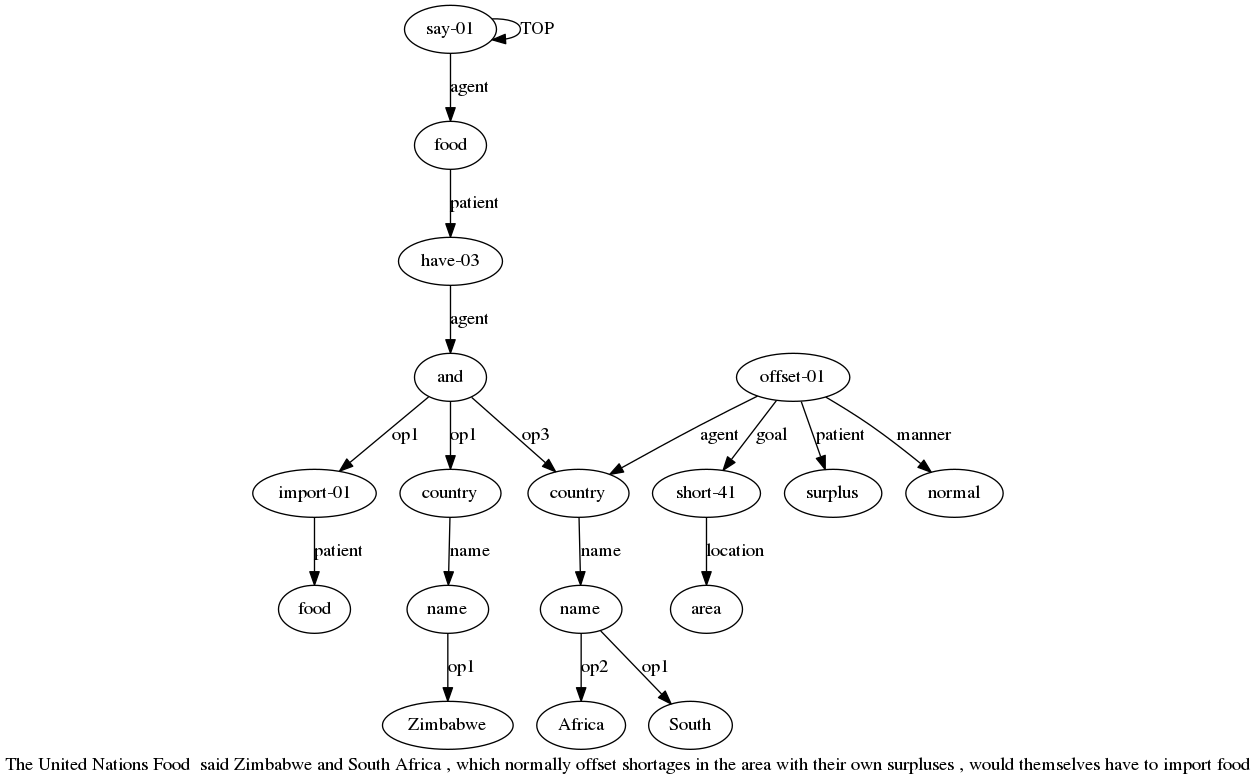 say-01 TOP
agent
food
patient
have-03
agent
and offset-01
op1 op1 op3 agent goal patient manner
import-01 country country short-41 surplus normal
patient name name location
food name name area
op1 op2 op1
Zimbabwe Africa South
The United Nations Food  said Zimbabwe and South Africa , which normally offset shortages in the area with their own surpluses , would themselves have to import food